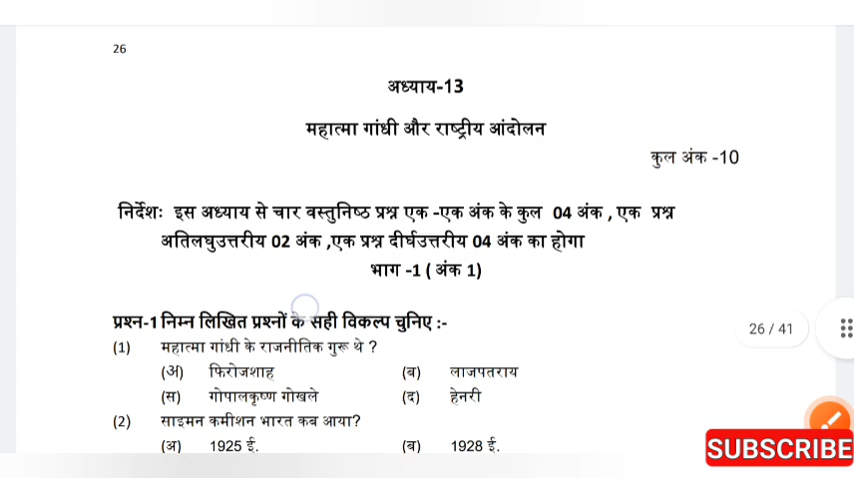 26
अध्याय-13
महात्मा गांधी और राष्ट्रीय आंदोलन
कुल अंक -10
निर्देशः इस अध्याय से चार वस्तुनिष्ठ प्रश्न एक -एक अंक के कुल 04 अंक , एक प्रश्न
अतिलघुउत्तरीय 02 अंक ,एक प्रश्न दीर्घउत्तरीय 04 अंक का होगा
भाग -1 ( अंक 1)
प्रश्न-1 निम्न लिखित प्रश्नों के सही विकल्प चुनिए :-
26 / 41
(1) महात्मा गांधी के राजनीतिक गुरू थे ?
(अ) फिरोजशाह (ब) लाजपतराय
(स) गोपालकृष्ण गोखले (द) हेनरी
(2) साइमन कमीशन भारत कब आया?
(अ) 1925 ई. (ब) 1928 ई.
SUBSCRIBE